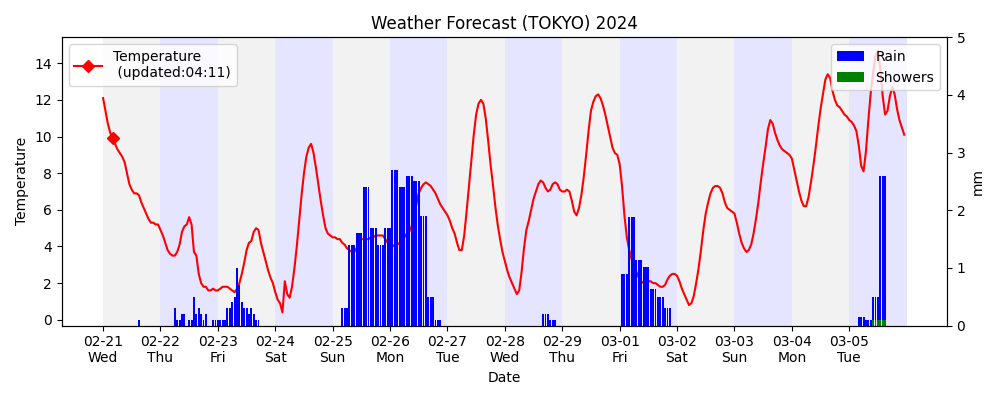 Weather Forecast (TOKYO) 2024
Temperature
(updated:04:11)
Rain
Showers
Temperature
14
12
10
8
6
4
2
0
5
4
3
2
1
0
mm
02-21 02-22 02-23 02-24 02-25 02-26 02-27 02-28 02-29 03-01 03-02 03-03 03-04 03-05
Wed Thu Fri Sat Sun Mon Tue Wed Thu Fri Sat Sun Mon Tue
Date